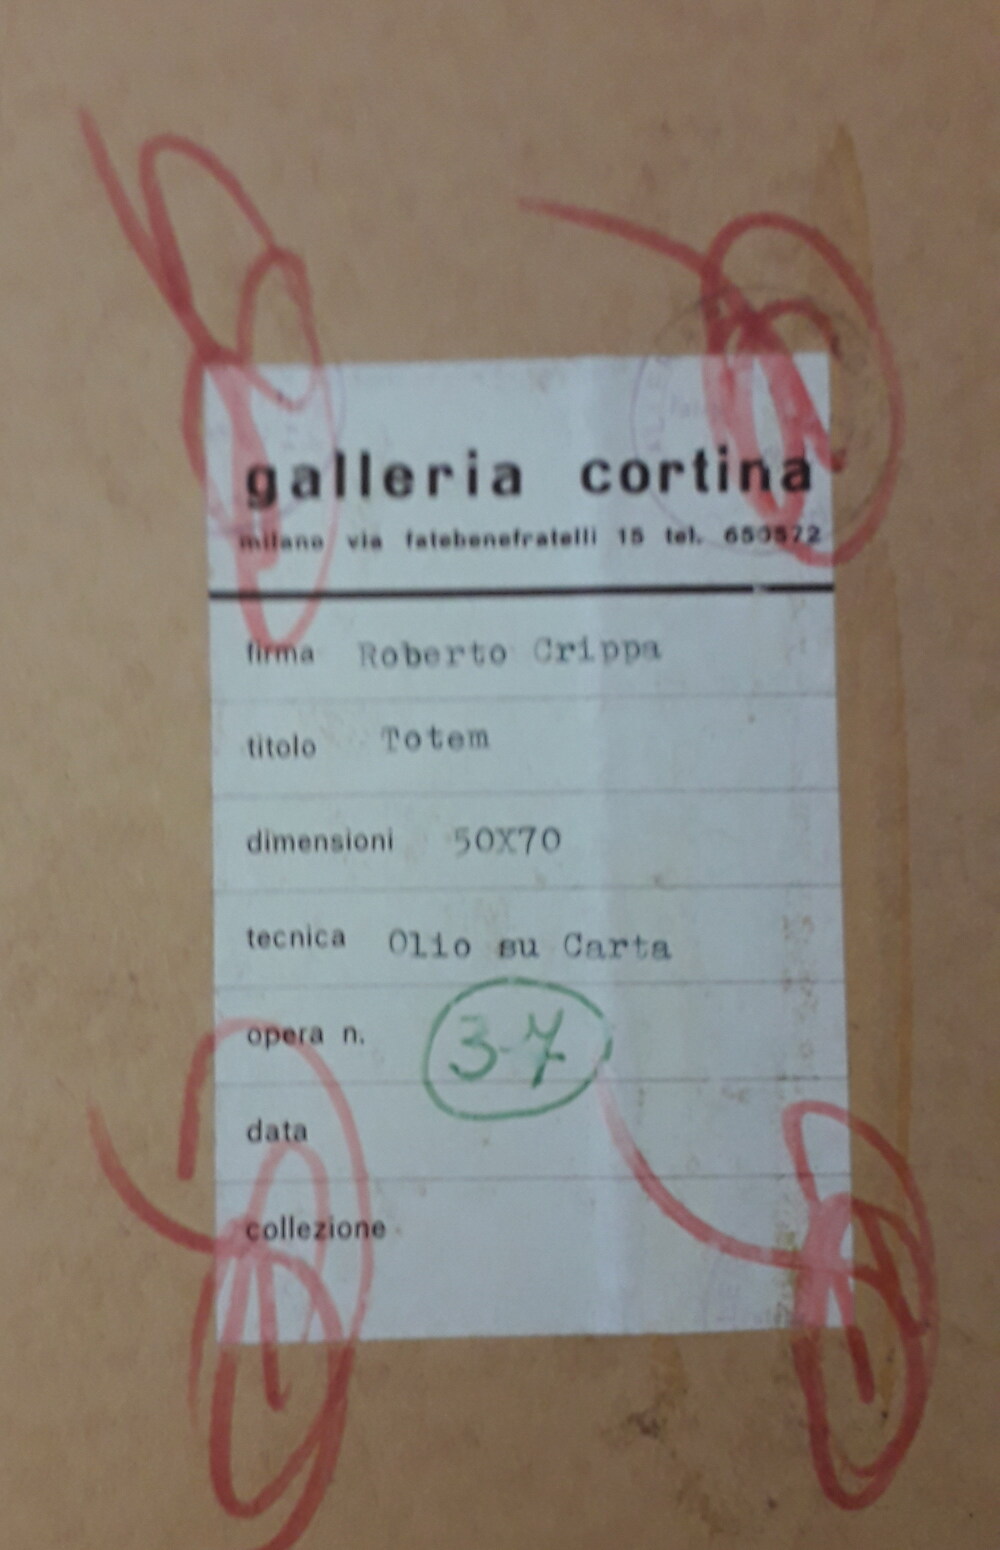 galleria cortina
milano via fatebenefratelli 15 tel. 650572
firma Roberto Crippa
titolo Totem
dimensioni 50X70
tecnica Olio su Carta
opera n. 3-7
data
collezione